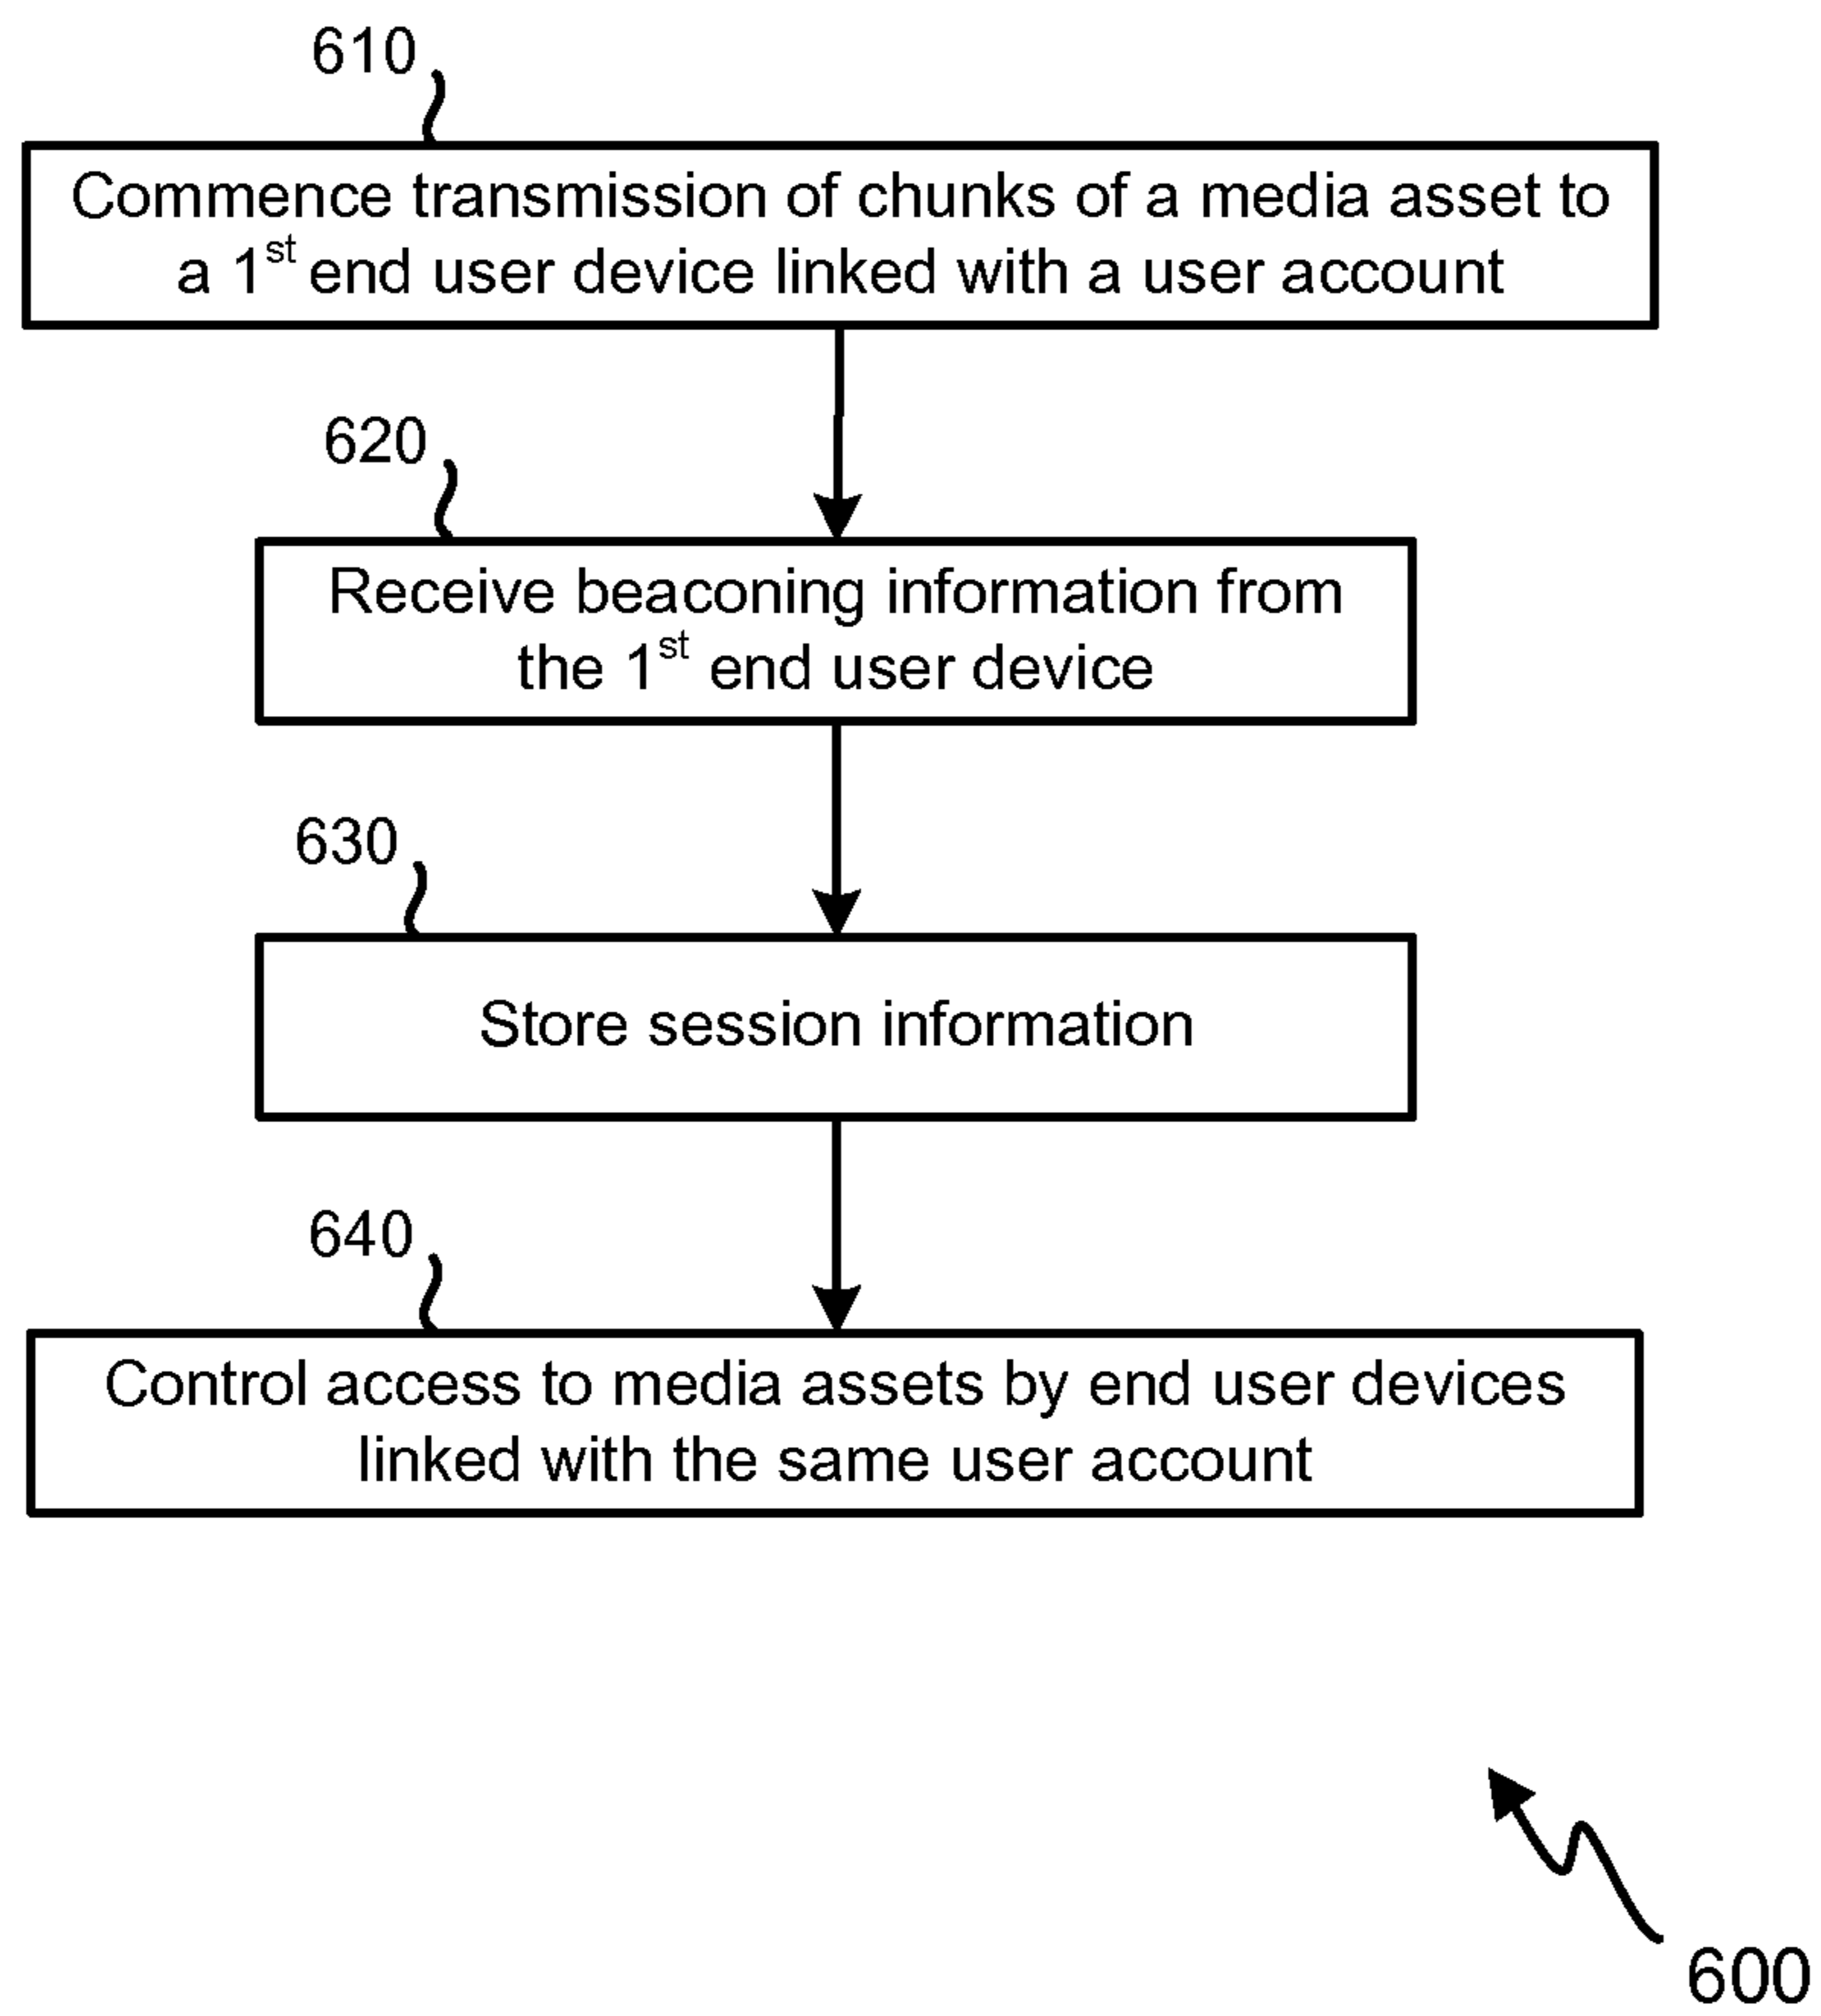 610
Commence transmission of chunks of a media asset to
a 1st end user device linked with a user account
620
Receive beaconing information from
the 1st end user device
630
Store session information
640
Control access to media assets by end user devices
linked with the same user account
600